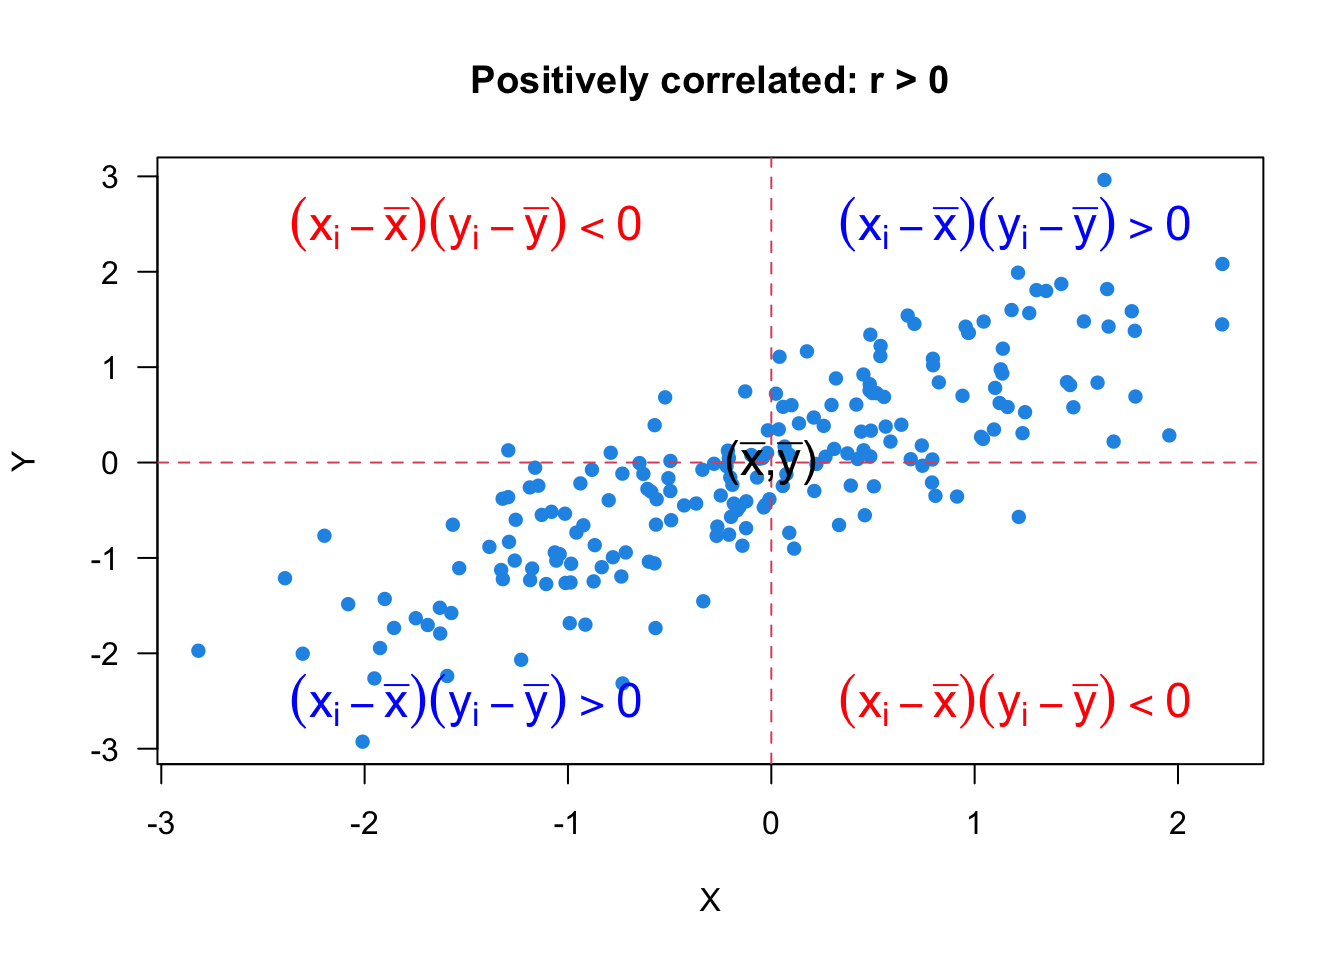 Positively correlated: r > 0
3
(xᵢ − x̅)(yᵢ − y̅) < 0
(xᵢ − x̅)(yᵢ − y̅) > 0
2
1
Y
0
(x̅,y̅)
-1
-2
(xᵢ − x̅)(yᵢ − y̅) > 0
(xᵢ − x̅)(yᵢ − y̅) < 0
-3
-3 -2 -1 0 1 2
X